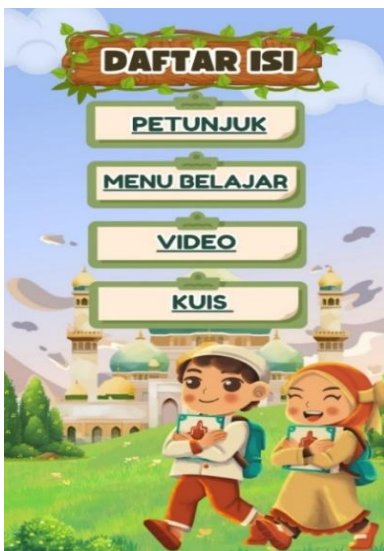 DAFTAR ISI
PETUNJUK
MENU BELAJAR
VIDEO
KUIS